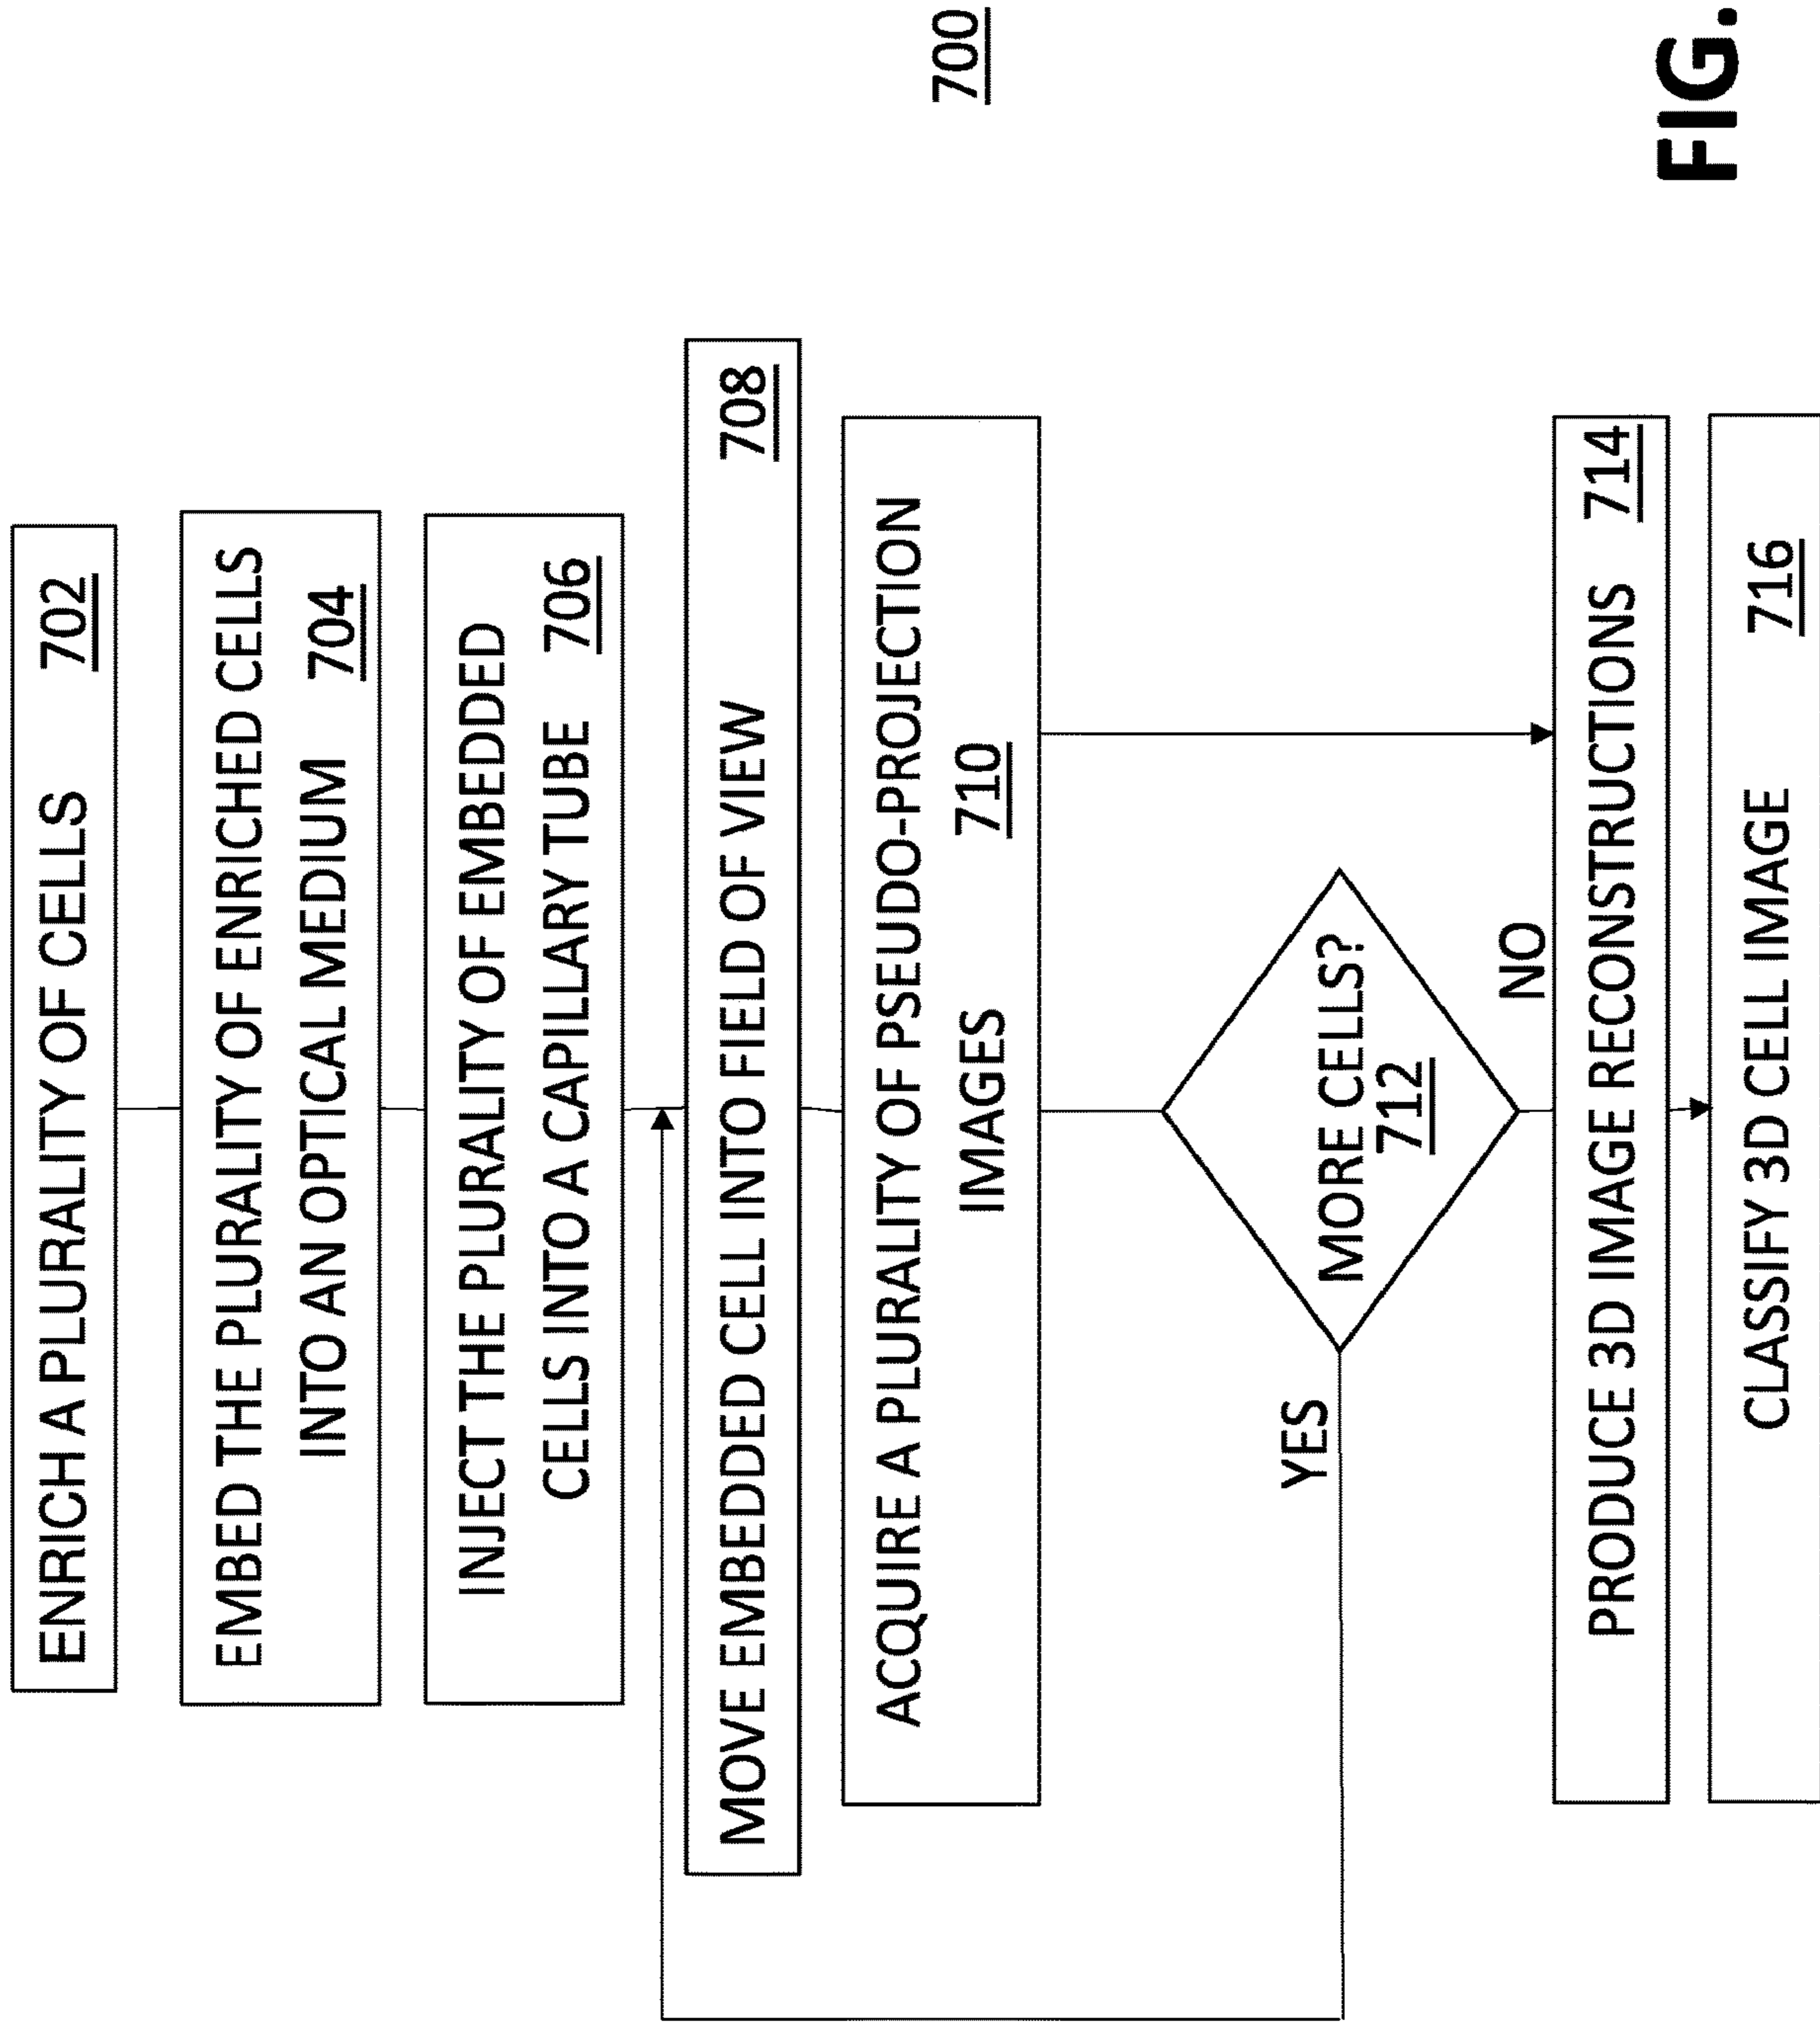 ENRICH A PLURALITY OF CELLS 702
EMBED THE PLURALITY OF ENRICHED CELLS
INTO AN OPTICAL MEDIUM 704
INJECT THE PLURALITY OF EMBEDDED
CELLS INTO A CAPILLARY TUBE 706
MOVE EMBEDDED CELL INTO FIELD OF VIEW 708
ACQUIRE A PLURALITY OF PSEUDO-PROJECTION
IMAGES 710
700
MORE CELLS?
712
YES
NO
PRODUCE 3D IMAGE RECONSTRUCTIONS 714
CLASSIFY 3D CELL IMAGE 716
FIG.